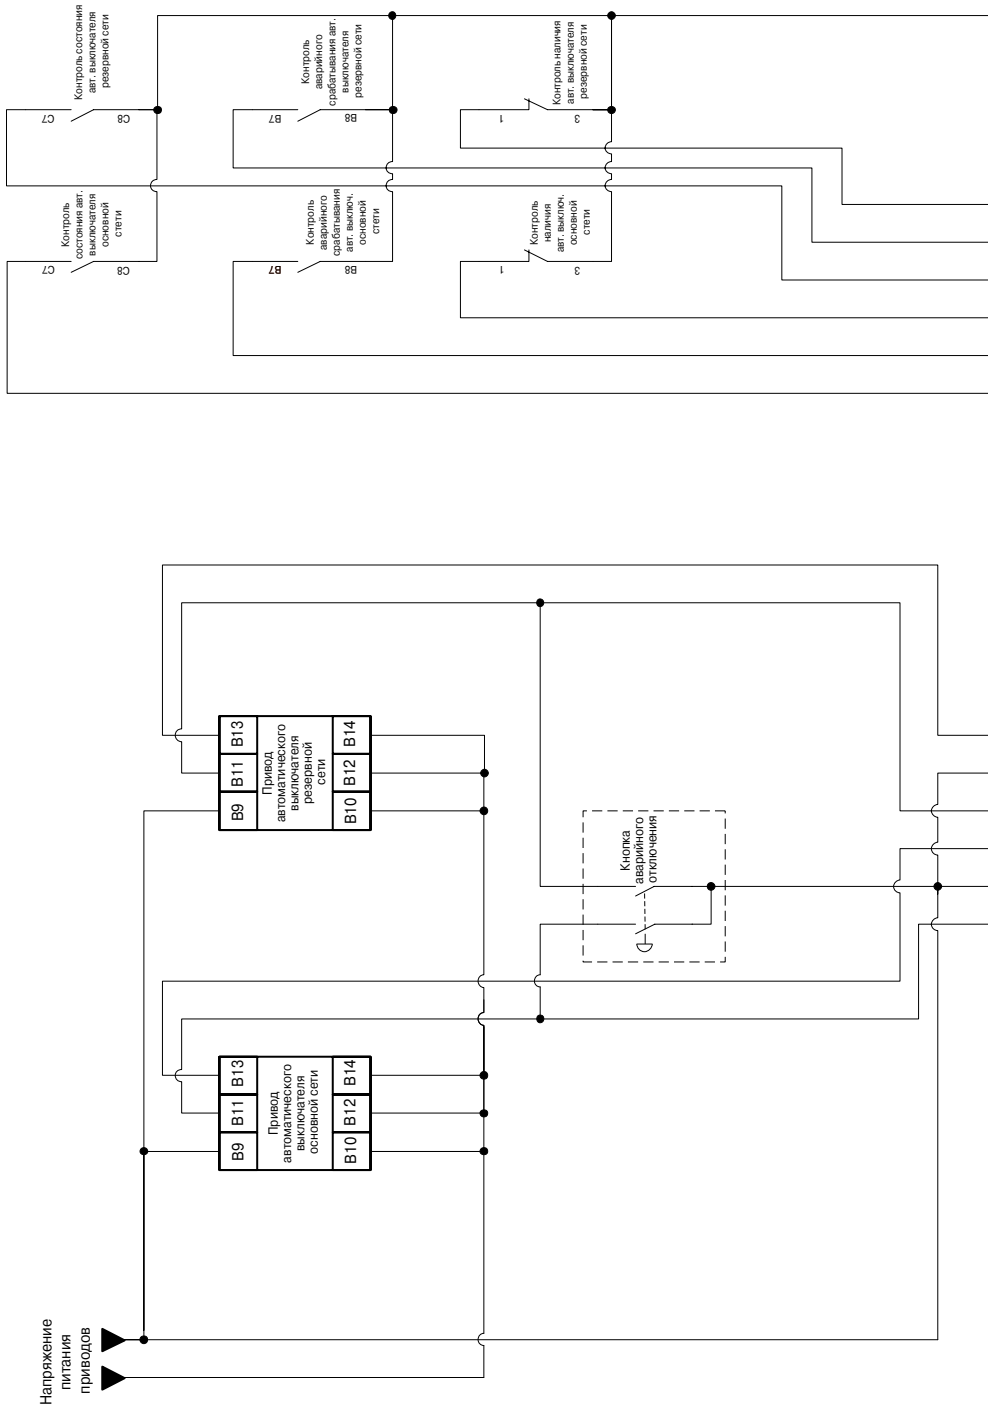 Контроль состояния
авт. выключателя
резервной сети
C7
C8
Контроль
аварийного
срабатывания авт.
выключателя
резервной сети
B7
B8
Контроль наличия
авт. выключателя
резервной сети
1
3
Контроль
состояния авт.
выключателя
основной
стети
C7
C8
Контроль
аварийного
срабатывания
авт. выключ.
основной
стети
B7
B8
Контроль
наличия
авт. выключ.
основной
стети
1
3
B13
B11
B9
Привод
автоматического
выключателя
резервной
сети
B14
B12
B10
Кнопка
аварийного
отключения
B13
B11
B9
Привод
автоматического
выключателя
основной сети
B14
B12
B10
Напряжение
питания
приводов